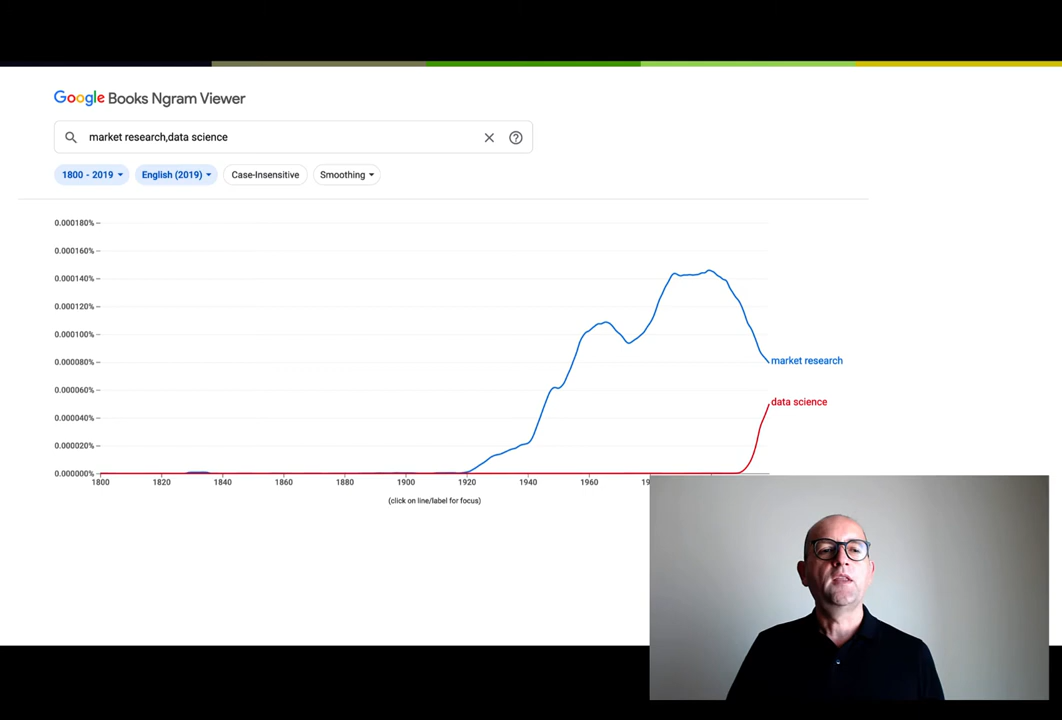 Google Books Ngram Viewer
market research,data science
1800 - 2019 English (2019) Case-Insensitive Smoothing
0.000180%
0.000160%
0.000140%
0.000120%
0.000100%
0.000080%
0.000060%
0.000040%
0.000020%
0.000000%
market research
data science
1800 1820 1840 1860 1880 1900 1920 1940 1960
(click on line/label for focus)